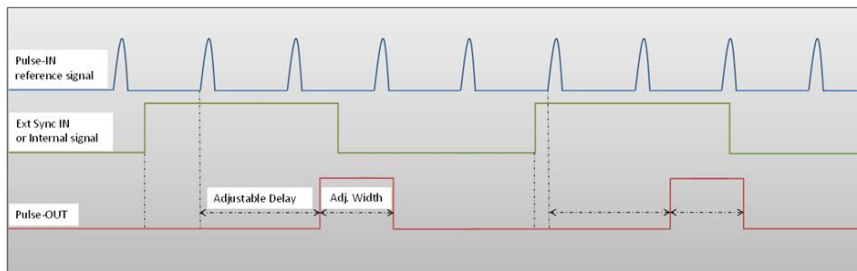 Pulse-IN
reference signal
Ext Sync IN
or Internal signal
Adjustable Delay
Adj. Width
Pulse-OUT